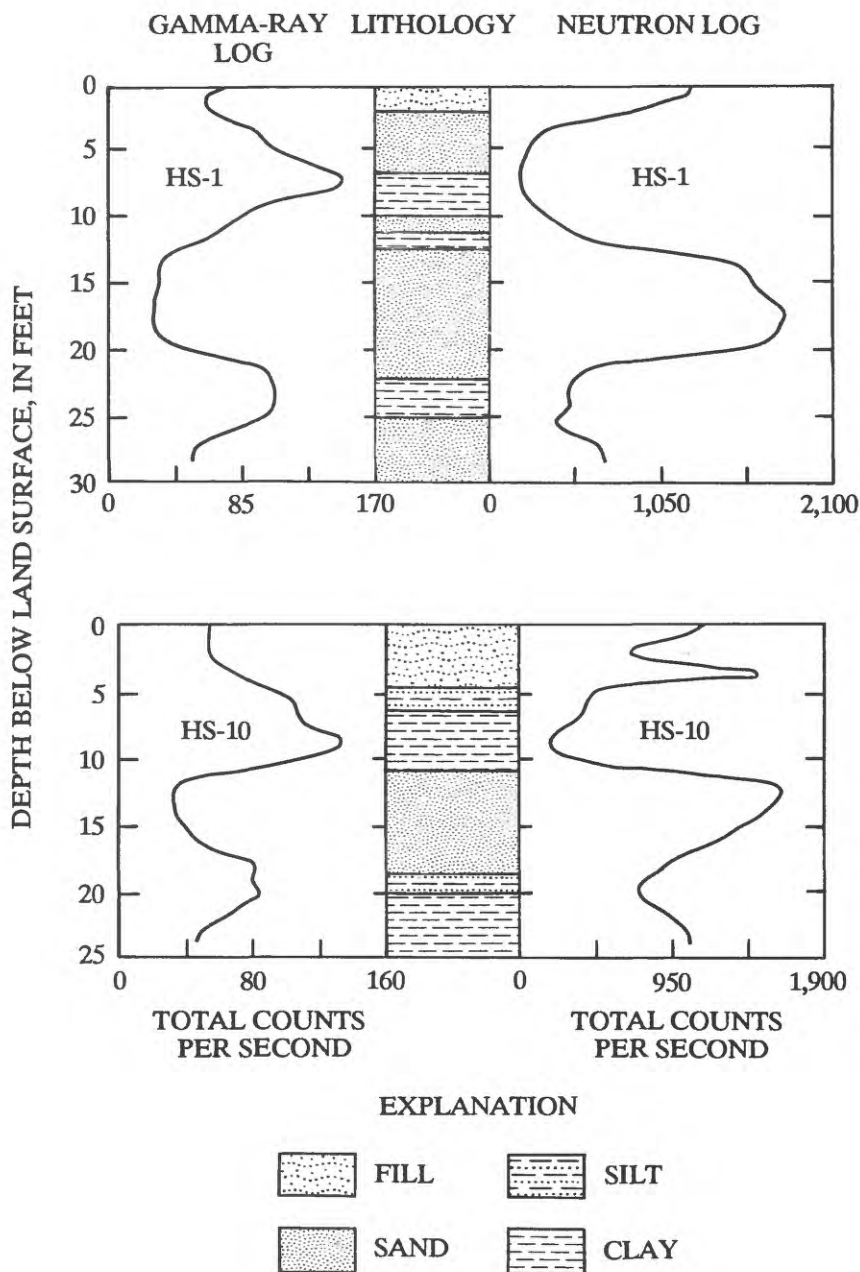 GAMMA-RAY LOG
LITHOLOGY
NEUTRON LOG
DEPTH BELOW LAND SURFACE, IN FEET
0
5
10
15
20
25
30
HS-1
HS-1
0 85 170 0 1,050 2,100
0
5
10
15
20
25
HS-10
HS-10
0 80 160 0 950 1,900
TOTAL COUNTS
PER SECOND
TOTAL COUNTS
PER SECOND
EXPLANATION
FILL
SILT
SAND
CLAY